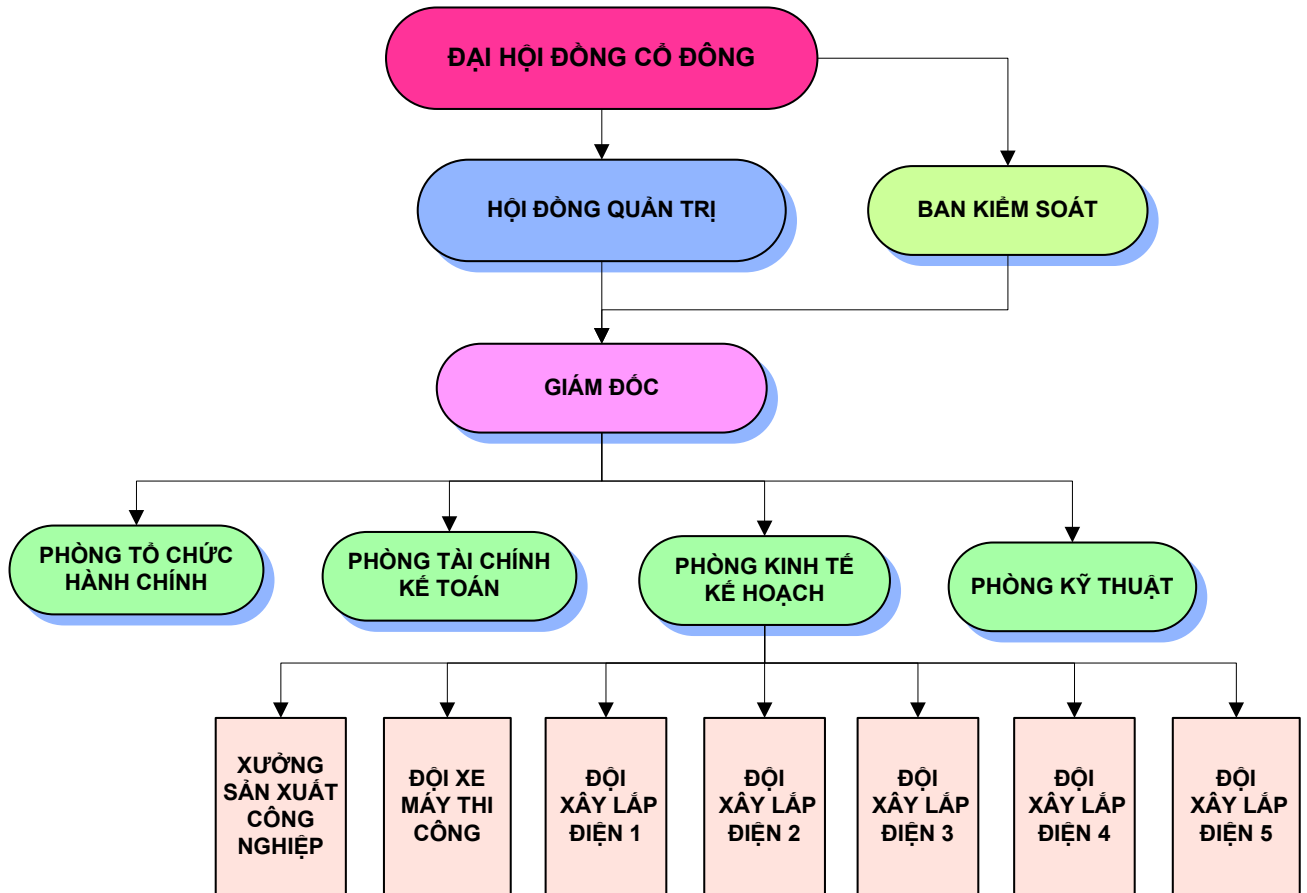 ĐẠI HỘI ĐỒNG CỔ ĐÔNG
HỘI ĐỒNG QUẢN TRỊ
BAN KIỂM SOÁT
GIÁM ĐỐC
PHÒNG TỔ CHỨC
HÀNH CHÍNH
PHÒNG TÀI CHÍNH
KẾ TOÁN
PHÒNG KINH TẾ
KẾ HOẠCH
PHÒNG KỸ THUẬT
XƯỞNG
SẢN XUẤT
CÔNG
NGHIỆP
ĐỘI XE
MÁY THI
CÔNG
ĐỘI
XÂY LẮP
ĐIỆN 1
ĐỘI
XÂY LẮP
ĐIỆN 2
ĐỘI
XÂY LẮP
ĐIỆN 3
ĐỘI
XÂY LẮP
ĐIỆN 4
ĐỘI
XÂY LẮP
ĐIỆN 5